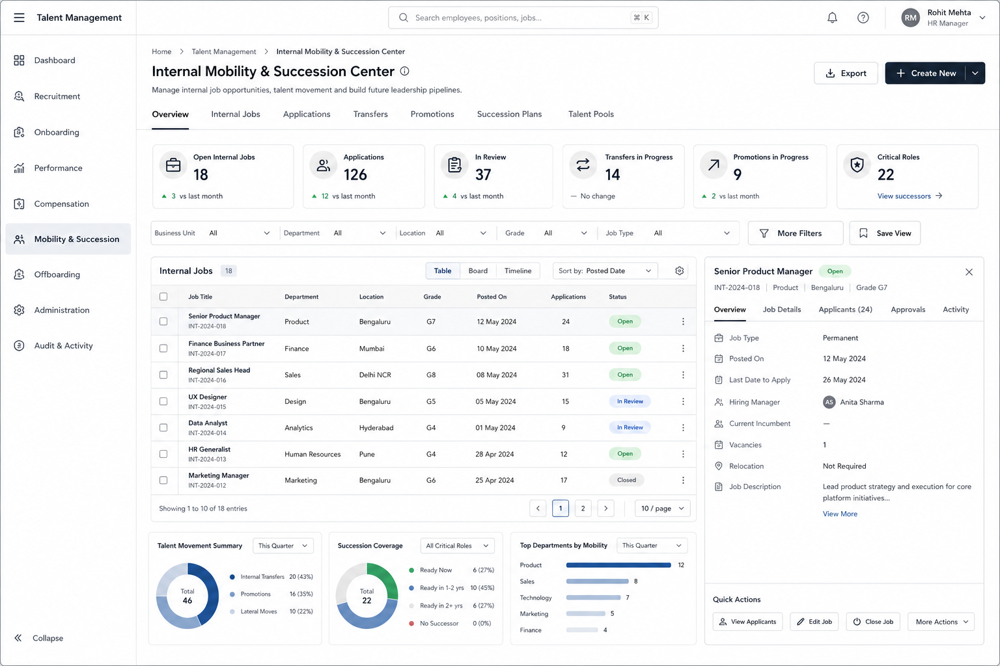 Talent Management
Search employees, positions, jobs...
⌘ K
RM
Rohit Mehta
HR Manager
Dashboard
Recruitment
Onboarding
Performance
Compensation
Mobility & Succession
Offboarding
Administration
Audit & Activity
Collapse
Home > Talent Management > Internal Mobility & Succession Center
Internal Mobility & Succession Center
Manage internal job opportunities, talent movement and build future leadership pipelines.
Export
Create New
Overview Internal Jobs Applications Transfers Promotions Succession Plans Talent Pools
Open Internal Jobs
18
3 vs last month
Applications
126
12 vs last month
In Review
37
4 vs last month
Transfers in Progress
14
— No change
Promotions in Progress
9
2 vs last month
Critical Roles
22
View successors →
Business Unit All Department All Location All Grade All Job Type All
More Filters
Save View
Internal Jobs 18
Table Board Timeline
Sort by: Posted Date
Job Title Department Location Grade Posted On Applications Status
Senior Product Manager
INT-2024-018
Product Bengaluru G7 12 May 2024 24 Open
Finance Business Partner
INT-2024-017
Finance Mumbai G6 10 May 2024 18 Open
Regional Sales Head
INT-2024-016
Sales Delhi NCR G8 08 May 2024 31 Open
UX Designer
INT-2024-015
Design Bengaluru G5 05 May 2024 15 In Review
Data Analyst
INT-2024-014
Analytics Hyderabad G4 01 May 2024 9 In Review
HR Generalist
INT-2024-013
Human Resources Pune G4 28 Apr 2024 12 Open
Marketing Manager
INT-2024-012
Marketing Bengaluru G6 25 Apr 2024 17 Closed
Showing 1 to 10 of 18 entries
1 2
10 / page
Talent Movement Summary
This Quarter
Total
46
Internal Transfers 20 (43%)
Promotions 16 (35%)
Lateral Moves 10 (22%)
Succession Coverage
All Critical Roles
Total
22
Ready Now 6 (27%)
Ready in 1-2 yrs 10 (45%)
Ready in 2+ yrs 6 (27%)
No Successor 0 (0%)
Top Departments by Mobility
This Quarter
Product 12
Sales 8
Technology 7
Marketing 5
Finance 4
Senior Product Manager Open
INT-2024-018 | Product | Bengaluru | Grade G7
Overview Job Details Applicants (24) Approvals Activity
Job Type Permanent
Posted On 12 May 2024
Last Date to Apply 26 May 2024
Hiring Manager AS Anita Sharma
Current Incumbent —
Vacancies 1
Relocation Not Required
Job Description Lead product strategy and execution for core
platform initiatives...
View More
Quick Actions
View Applicants
Edit Job
Close Job
More Actions